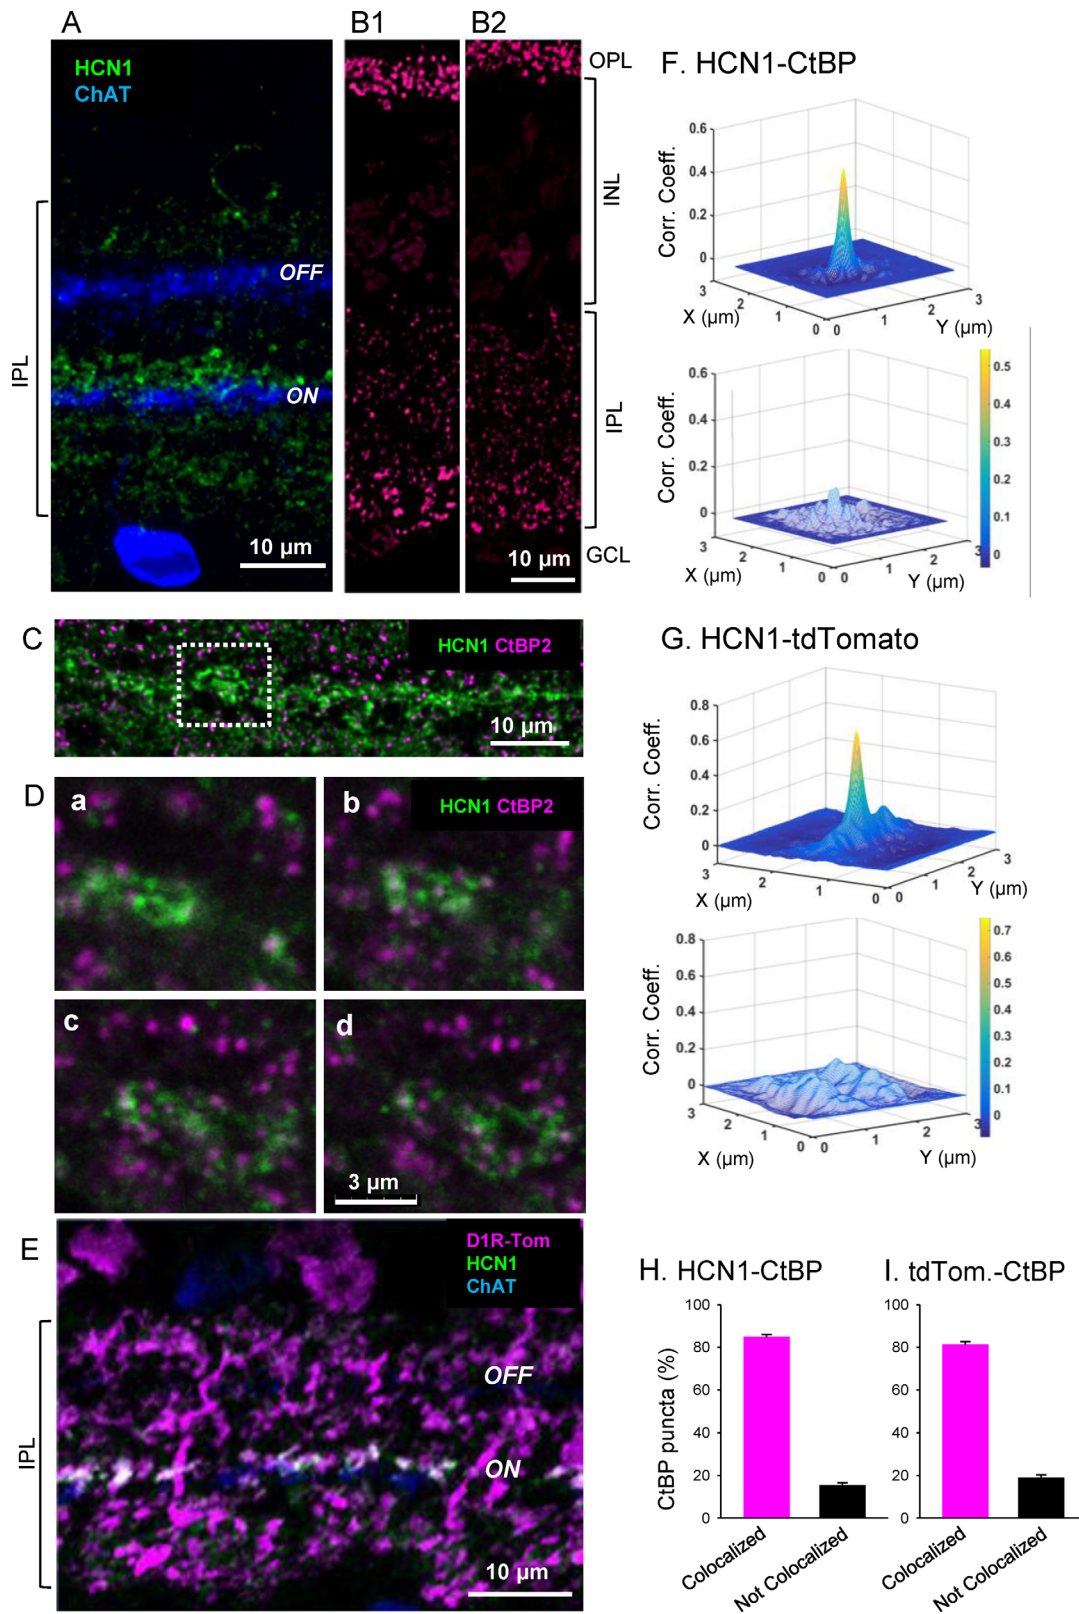 A
HCN1
ChAT
IPL
OFF
ON
10 µm
B1
B2
OPL
INL
IPL
GCL
10 µm
F. HCN1-CtBP
Corr. Coeff.
0.6
0.4
0.2
0
3
2
1
0
X (µm)
0
1
2
3
Y (µm)
Corr. Coeff.
0.6
0.4
0.2
0
3
2
1
0
X (µm)
0
1
2
3
Y (µm)
0.5
0.4
0.3
0.2
0.1
0
C
HCN1 CtBP2
10 µm
D
a
b
HCN1 CtBP2
c
d
3 µm
G. HCN1-tdTomato
Corr. Coeff.
0.8
0.6
0.4
0.2
0
3
2
1
0
X (µm)
0
1
2
3
Y (µm)
Corr. Coeff.
0.8
0.6
0.4
0.2
0
3
2
1
0
X (µm)
0
1
2
3
Y (µm)
0.7
0.6
0.5
0.4
0.3
0.2
0.1
0
E
D1R-Tom
HCN1
ChAT
IPL
OFF
ON
10 µm
H. HCN1-CtBP
CtBP puncta (%)
100
80
60
40
20
0
Colocalized
Not Colocalized
I. tdTom.-CtBP
100
80
60
40
20
0
Colocalized
Not Colocalized